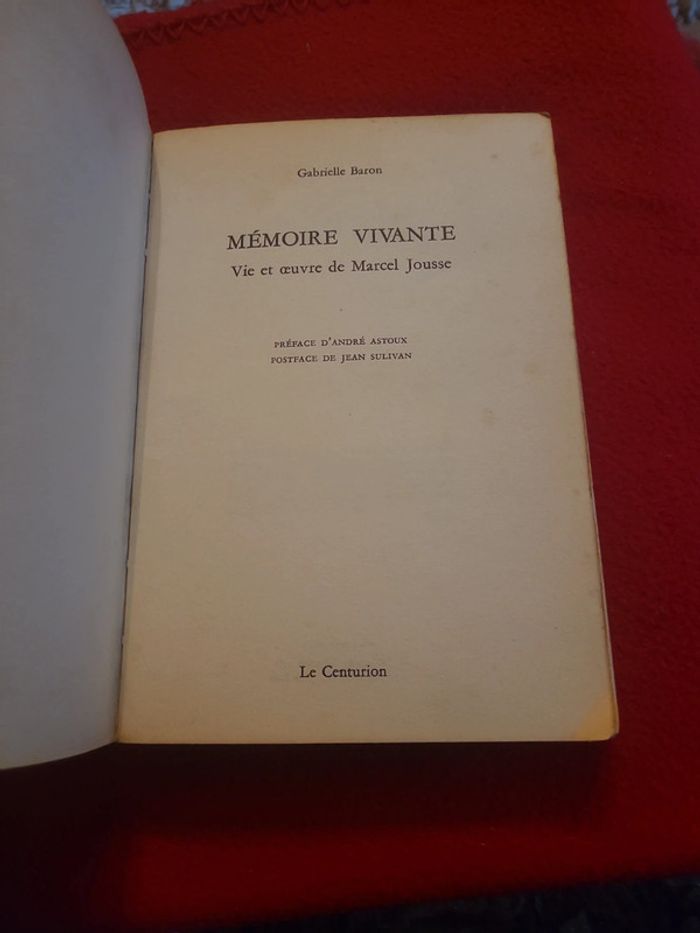 Gabrielle Baron
MÉMOIRE VIVANTE
Vie et œuvre de Marcel Jousse
PRÉFACE D'ANDRÉ ASTOUX
POSTFACE DE JEAN SULIVAN
Le Centurion